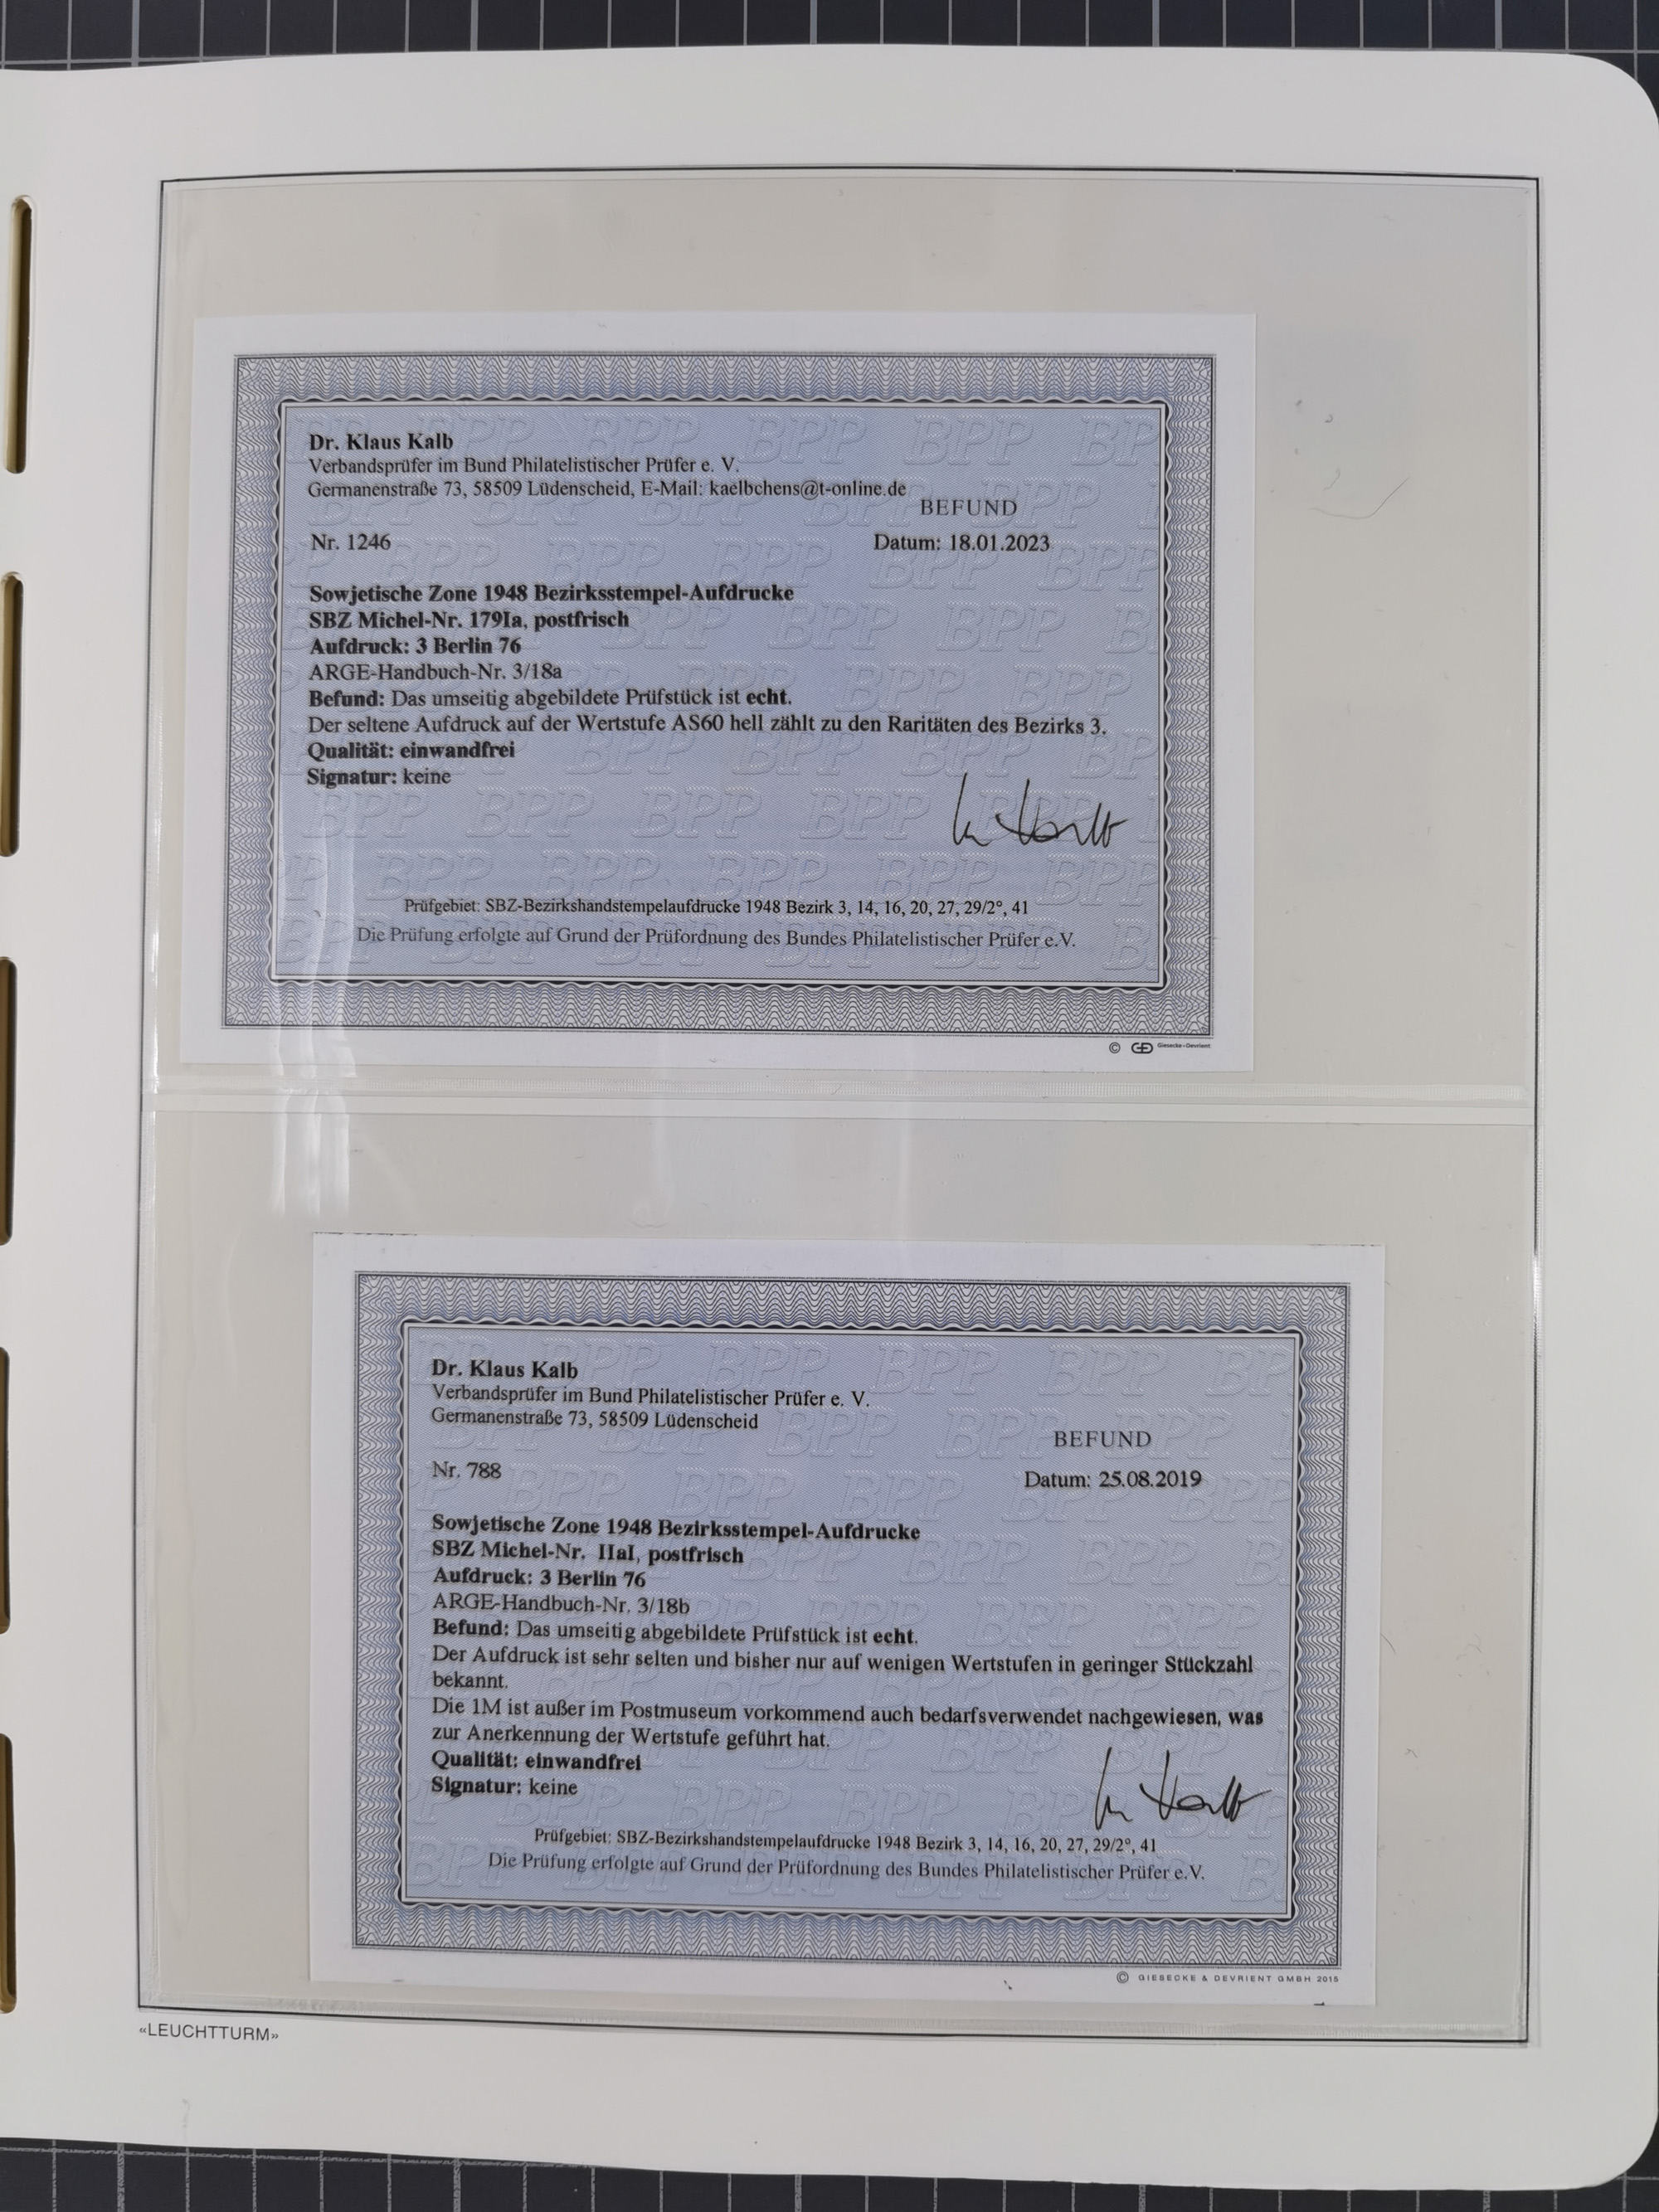 Dr. Klaus Kalb
Verbandsprüfer im Bund Philatelistischer Prüfer e. V.
Germanenstraße 73, 58509 Lüdenscheid, E-Mail: kaelbchens@t-online.de
BEFUND
Nr. 1246 Datum: 18.01.2023
Sowjetische Zone 1948 Bezirksstempel-Aufdrucke
SBZ Michel-Nr. 179Ia, postfrisch
Aufdruck: 3 Berlin 76
ARGE-Handbuch-Nr. 3/18a
Befund: Das umseitig abgebildete Prüfstück ist echt.
Der seltene Aufdruck auf der Wertstufe AS60 hell zählt zu den Raritäten des Bezirks 3.
Qualität: einwandfrei
Signatur: keine
Prüfgebiet: SBZ-Bezirkshandstempelaufdrucke 1948 Bezirk 3, 14, 16, 20, 27, 29/2°, 41
Die Prüfung erfolgte auf Grund der Prüfordnung des Bundes Philatelistischer Prüfer e.V.
© Giesecke+Devrient
Dr. Klaus Kalb
Verbandsprüfer im Bund Philatelistischer Prüfer e. V.
Germanenstraße 73, 58509 Lüdenscheid
BEFUND
Nr. 788 Datum: 25.08.2019
Sowjetische Zone 1948 Bezirksstempel-Aufdrucke
SBZ Michel-Nr. IIaI, postfrisch
Aufdruck: 3 Berlin 76
ARGE-Handbuch-Nr. 3/18b
Befund: Das umseitig abgebildete Prüfstück ist echt.
Der Aufdruck ist sehr selten und bisher nur auf wenigen Wertstufen in geringer Stückzahl
bekannt.
Die 1M ist außer im Postmuseum vorkommend auch bedarfsverwendet nachgewiesen, was
zur Anerkennung der Wertstufe geführt hat.
Qualität: einwandfrei
Signatur: keine
Prüfgebiet: SBZ-Bezirkshandstempelaufdrucke 1948 Bezirk 3, 14, 16, 20, 27, 29/2°, 41
Die Prüfung erfolgte auf Grund der Prüfordnung des Bundes Philatelistischer Prüfer e.V.
© GIESECKE & DEVRIENT GMBH 2015
«LEUCHTTURM»